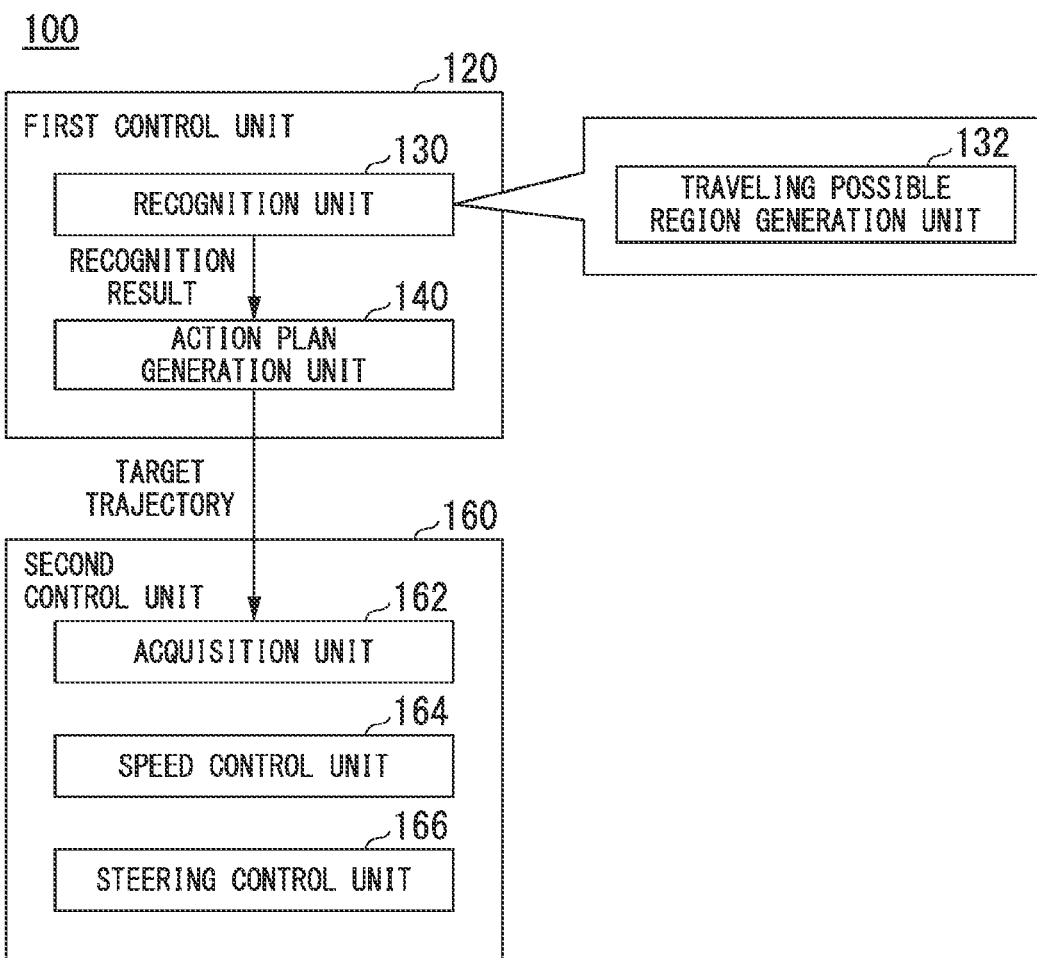 100
120
FIRST CONTROL UNIT
130
RECOGNITION UNIT
132
TRAVELING POSSIBLE
REGION GENERATION UNIT
RECOGNITION
RESULT
140
ACTION PLAN
GENERATION UNIT
TARGET
TRAJECTORY
160
SECOND
CONTROL UNIT
162
ACQUISITION UNIT
164
SPEED CONTROL UNIT
166
STEERING CONTROL UNIT